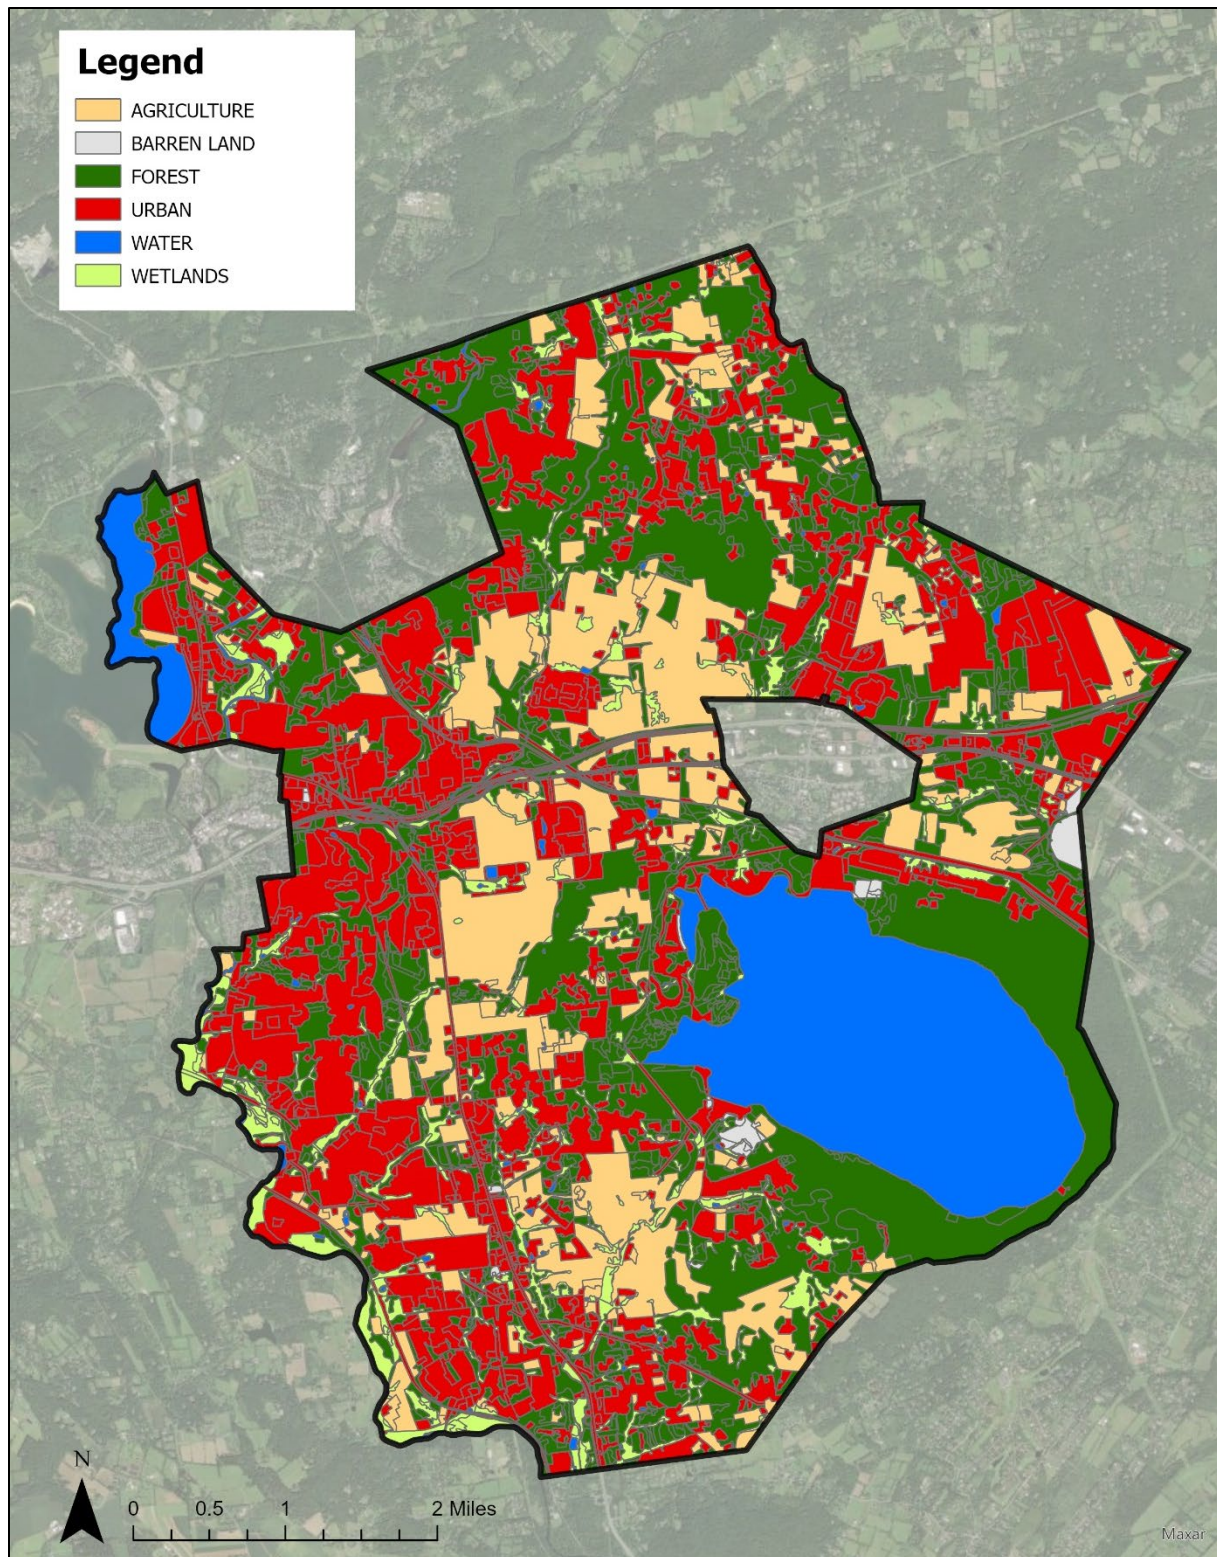 Legend
AGRICULTURE
BARREN LAND
FOREST
URBAN
WATER
WETLANDS
N
0 0.5 1 2 Miles
Maxar